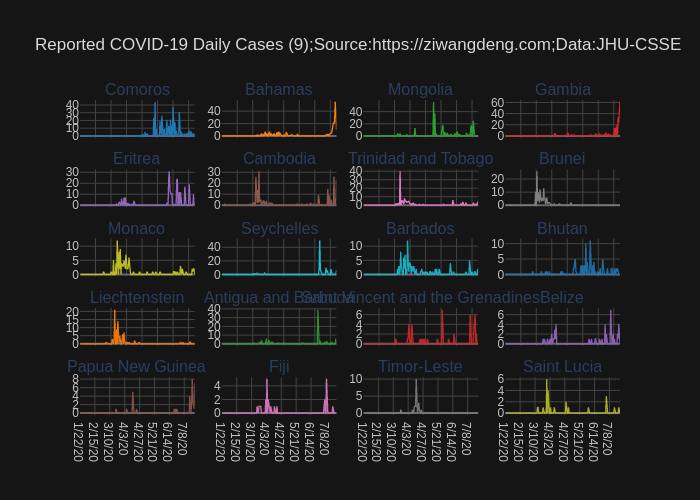 Reported COVID-19 Daily Cases (9);Source:https://ziwangdeng.com;Data:JHU-CSSE
Comoros Bahamas Mongolia Gambia
40 30 20 10 0
40 20 0
40 20 0
60 40 20 0
Eritrea Cambodia Trinidad and Tobago Brunei
30 20 10 0
30 20 10 0
40 30 20 10 0
20 10 0
Monaco Seychelles Barbados Bhutan
10 5 0
40 20 0
10 5 0
10 5 0
Liechtenstein Antigua and Barbuda Saint Vincent and the Grenadines Belize
20 15 10 5 0
40 30 20 10 0
6 4 2 0
6 4 2 0
Papua New Guinea Fiji Timor-Leste Saint Lucia
8 6 4 2 0
4 2 0
10 5 0
6 4 2 0
1/22/20 2/15/20 3/10/20 4/3/20 4/27/20 5/21/20 6/14/20 7/8/20
1/22/20 2/15/20 3/10/20 4/3/20 4/27/20 5/21/20 6/14/20 7/8/20
1/22/20 2/15/20 3/10/20 4/3/20 4/27/20 5/21/20 6/14/20 7/8/20
1/22/20 2/15/20 3/10/20 4/3/20 4/27/20 5/21/20 6/14/20 7/8/20